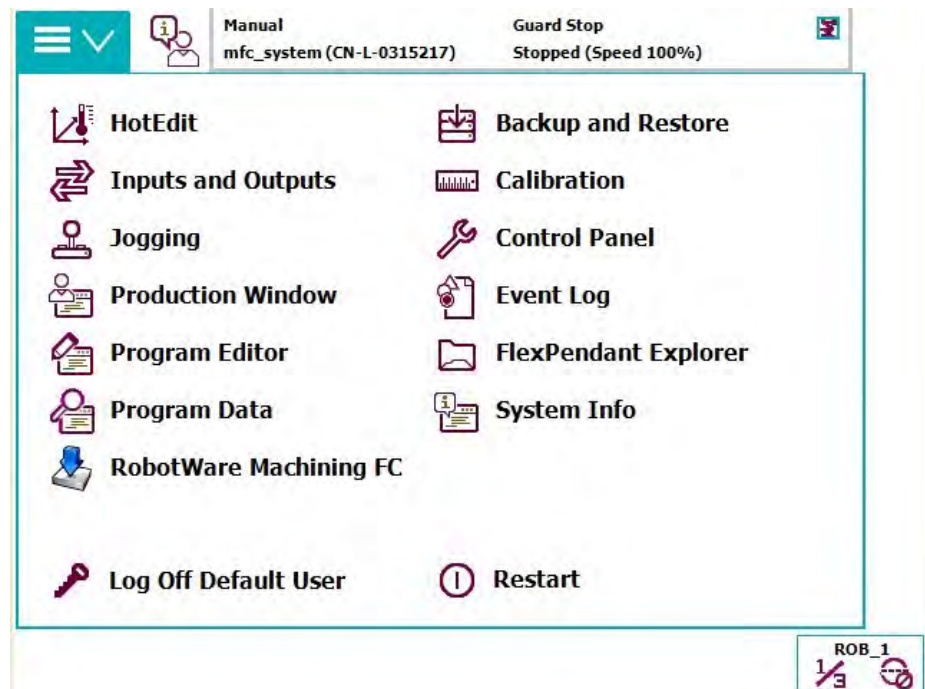 Manual
Guard Stop
mfc_system (CN-L-0315217)
Stopped (Speed 100%)
HotEdit
Backup and Restore
Inputs and Outputs
Calibration
Jogging
Control Panel
Production Window
Event Log
Program Editor
FlexPendant Explorer
Program Data
System Info
RobotWare Machining FC
Log Off Default User
Restart
ROB_1
1/3